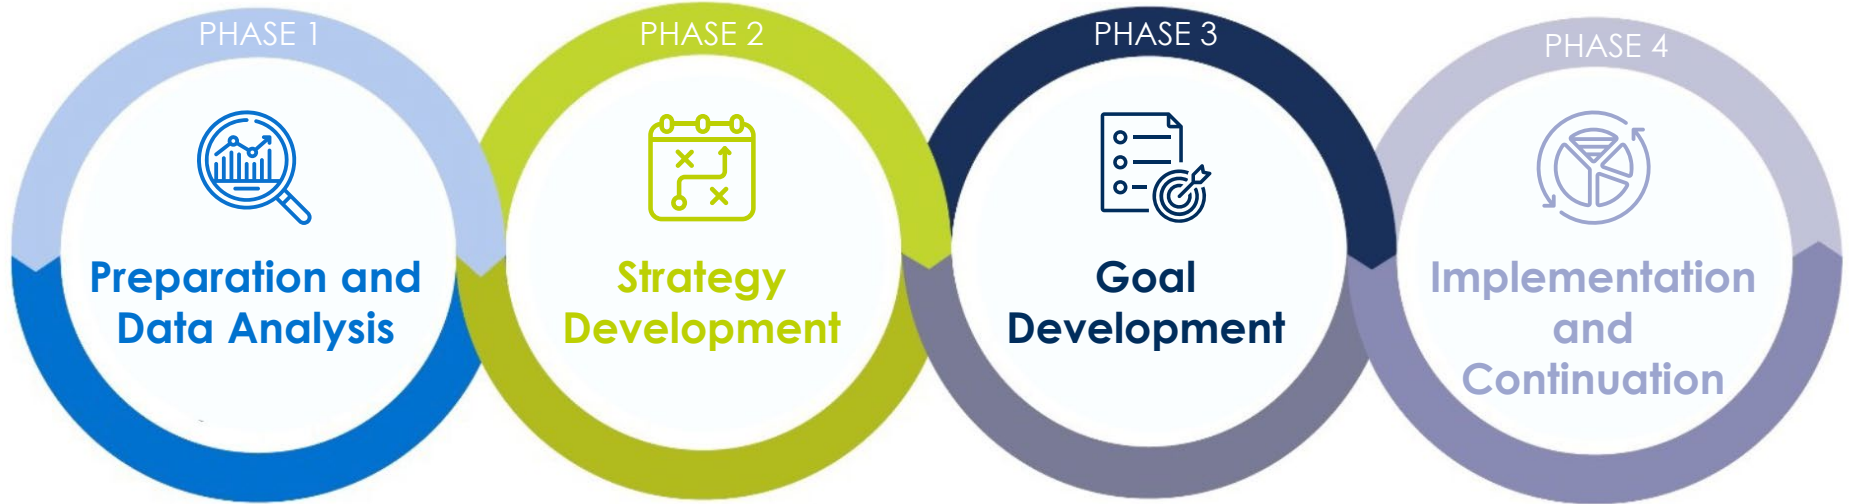 PHASE 1
Preparation and
Data Analysis
PHASE 2
Strategy
Development
PHASE 3
Goal
Development
PHASE 4
Implementation
and
Continuation